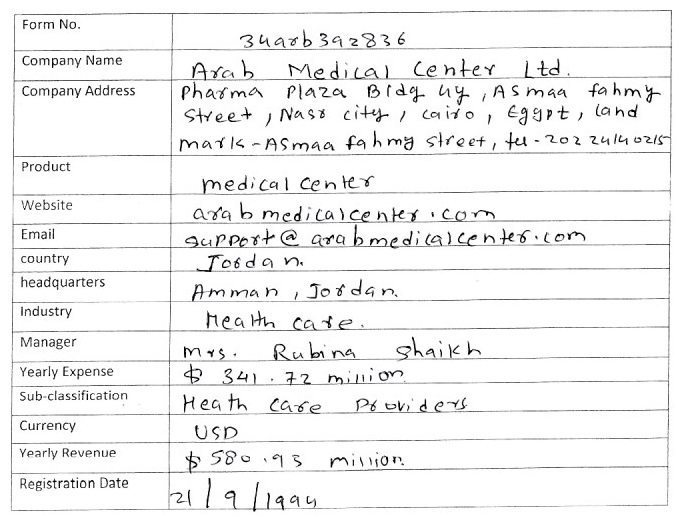 Form No. 34arb392836
Company Name Arab Medical Center Ltd.
Company Address Pharma Plaza Bldg 4y, ASmaa fahmy
Street, Nasr city, Cairo, Egypt, land
mark-ASmaa fahmy street, tel-202 24140215
Product medical center
Website arabmedicalcenter.com
Email support@arabmedicalcenter.com
country Jordan.
headquarters Amman, Jordan.
Industry Health care.
Manager Mrs. Rubina Shaikh
Yearly Expense $ 341.72 million
Sub-classification Heath Care Providers
Currency USD
Yearly Revenue $ 580.93 million
Registration Date 21/9/1994